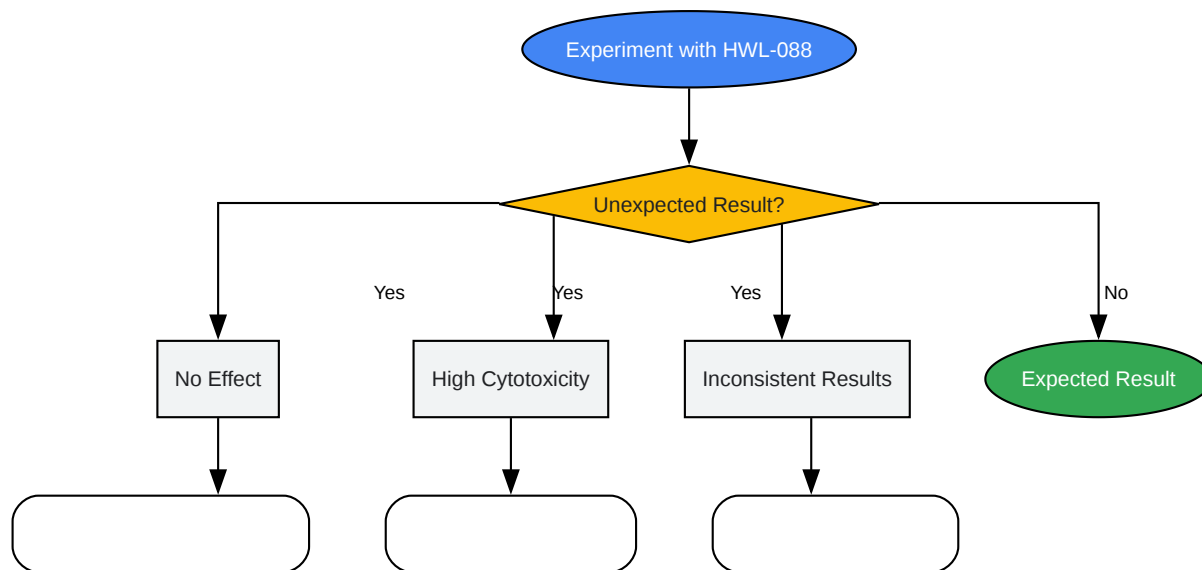 Experiment with HWL-088
Unexpected Result?
Yes
Yes
Yes
No
No Effect
High Cytotoxicity
Inconsistent Results
Expected Result